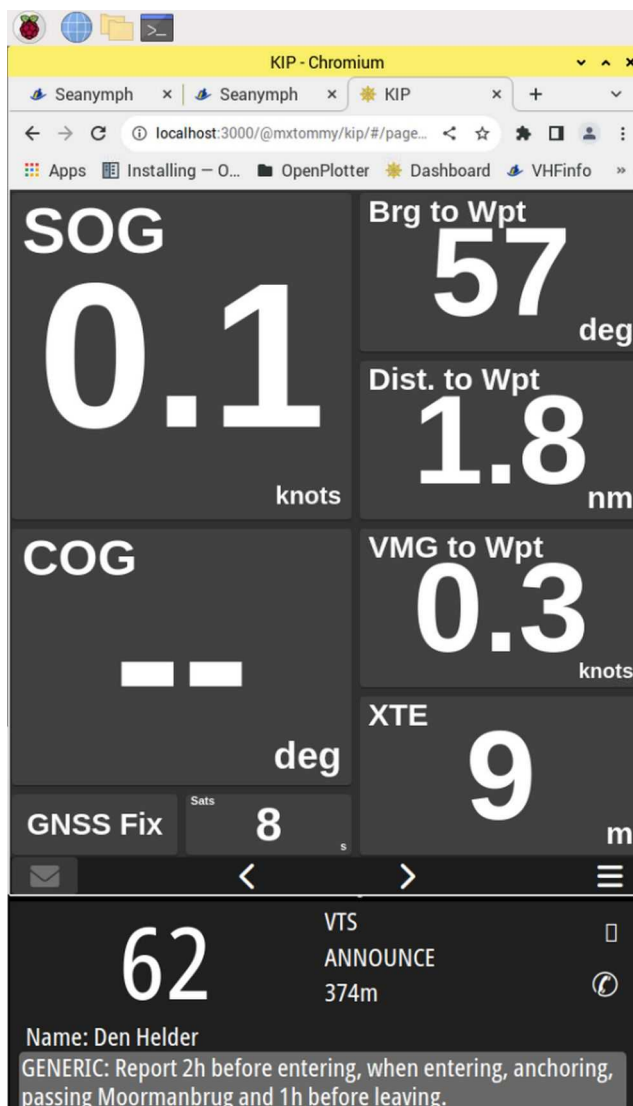 KIP - Chromium
Seanymph
Seanymph
KIP
localhost:3000/@mxtommy/kip/#/page...
Apps
Installing — O...
OpenPlotter
Dashboard
VHFinfo
SOG
0.1
knots
Brg to Wpt
57
deg
Dist. to Wpt
1.8
nm
COG
--
deg
VMG to Wpt
0.3
knots
XTE
9
m
GNSS Fix
Sats
8
s
62
VTS
ANNOUNCE
374m
Name: Den Helder
GENERIC: Report 2h before entering, when entering, anchoring,
passing Moormanbrug and 1h before leaving.